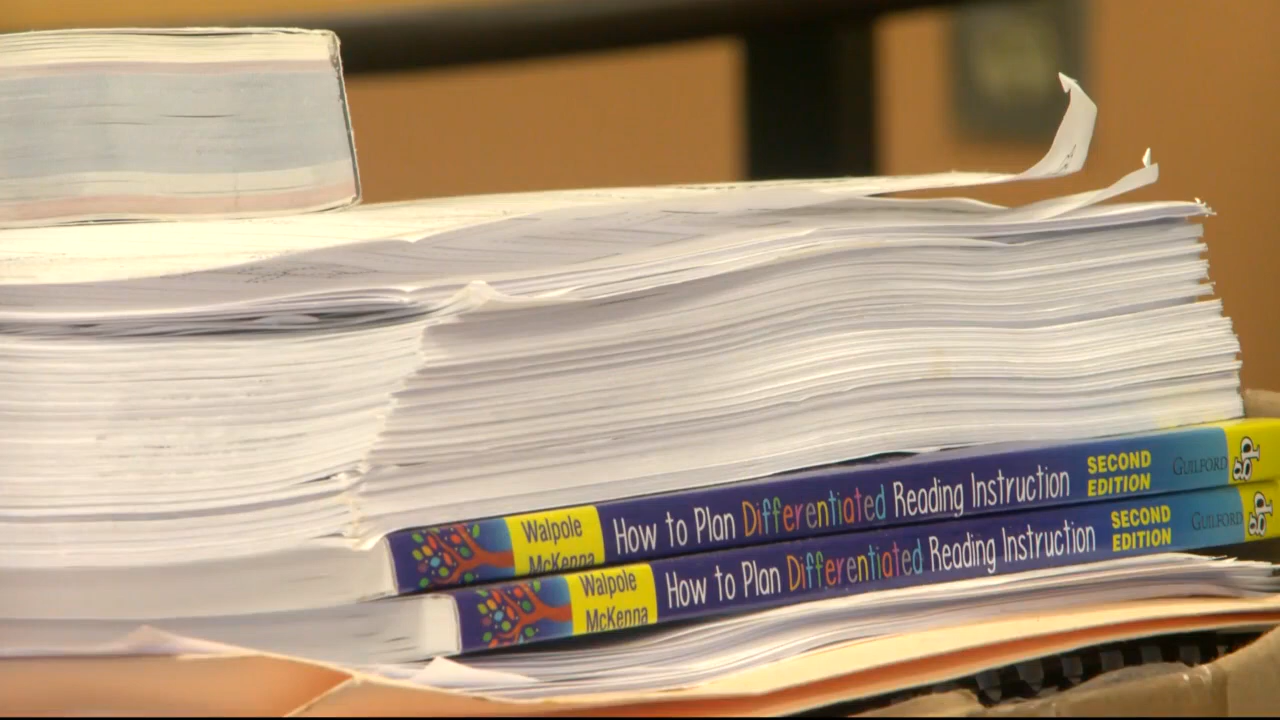 Walpole
McKenna
How to Plan Differentiated Reading Instruction
SECOND
EDITION
GUILFORD
Walpole
McKenna
How to Plan Differentiated Reading Instruction
SECOND
EDITION
GUILFORD